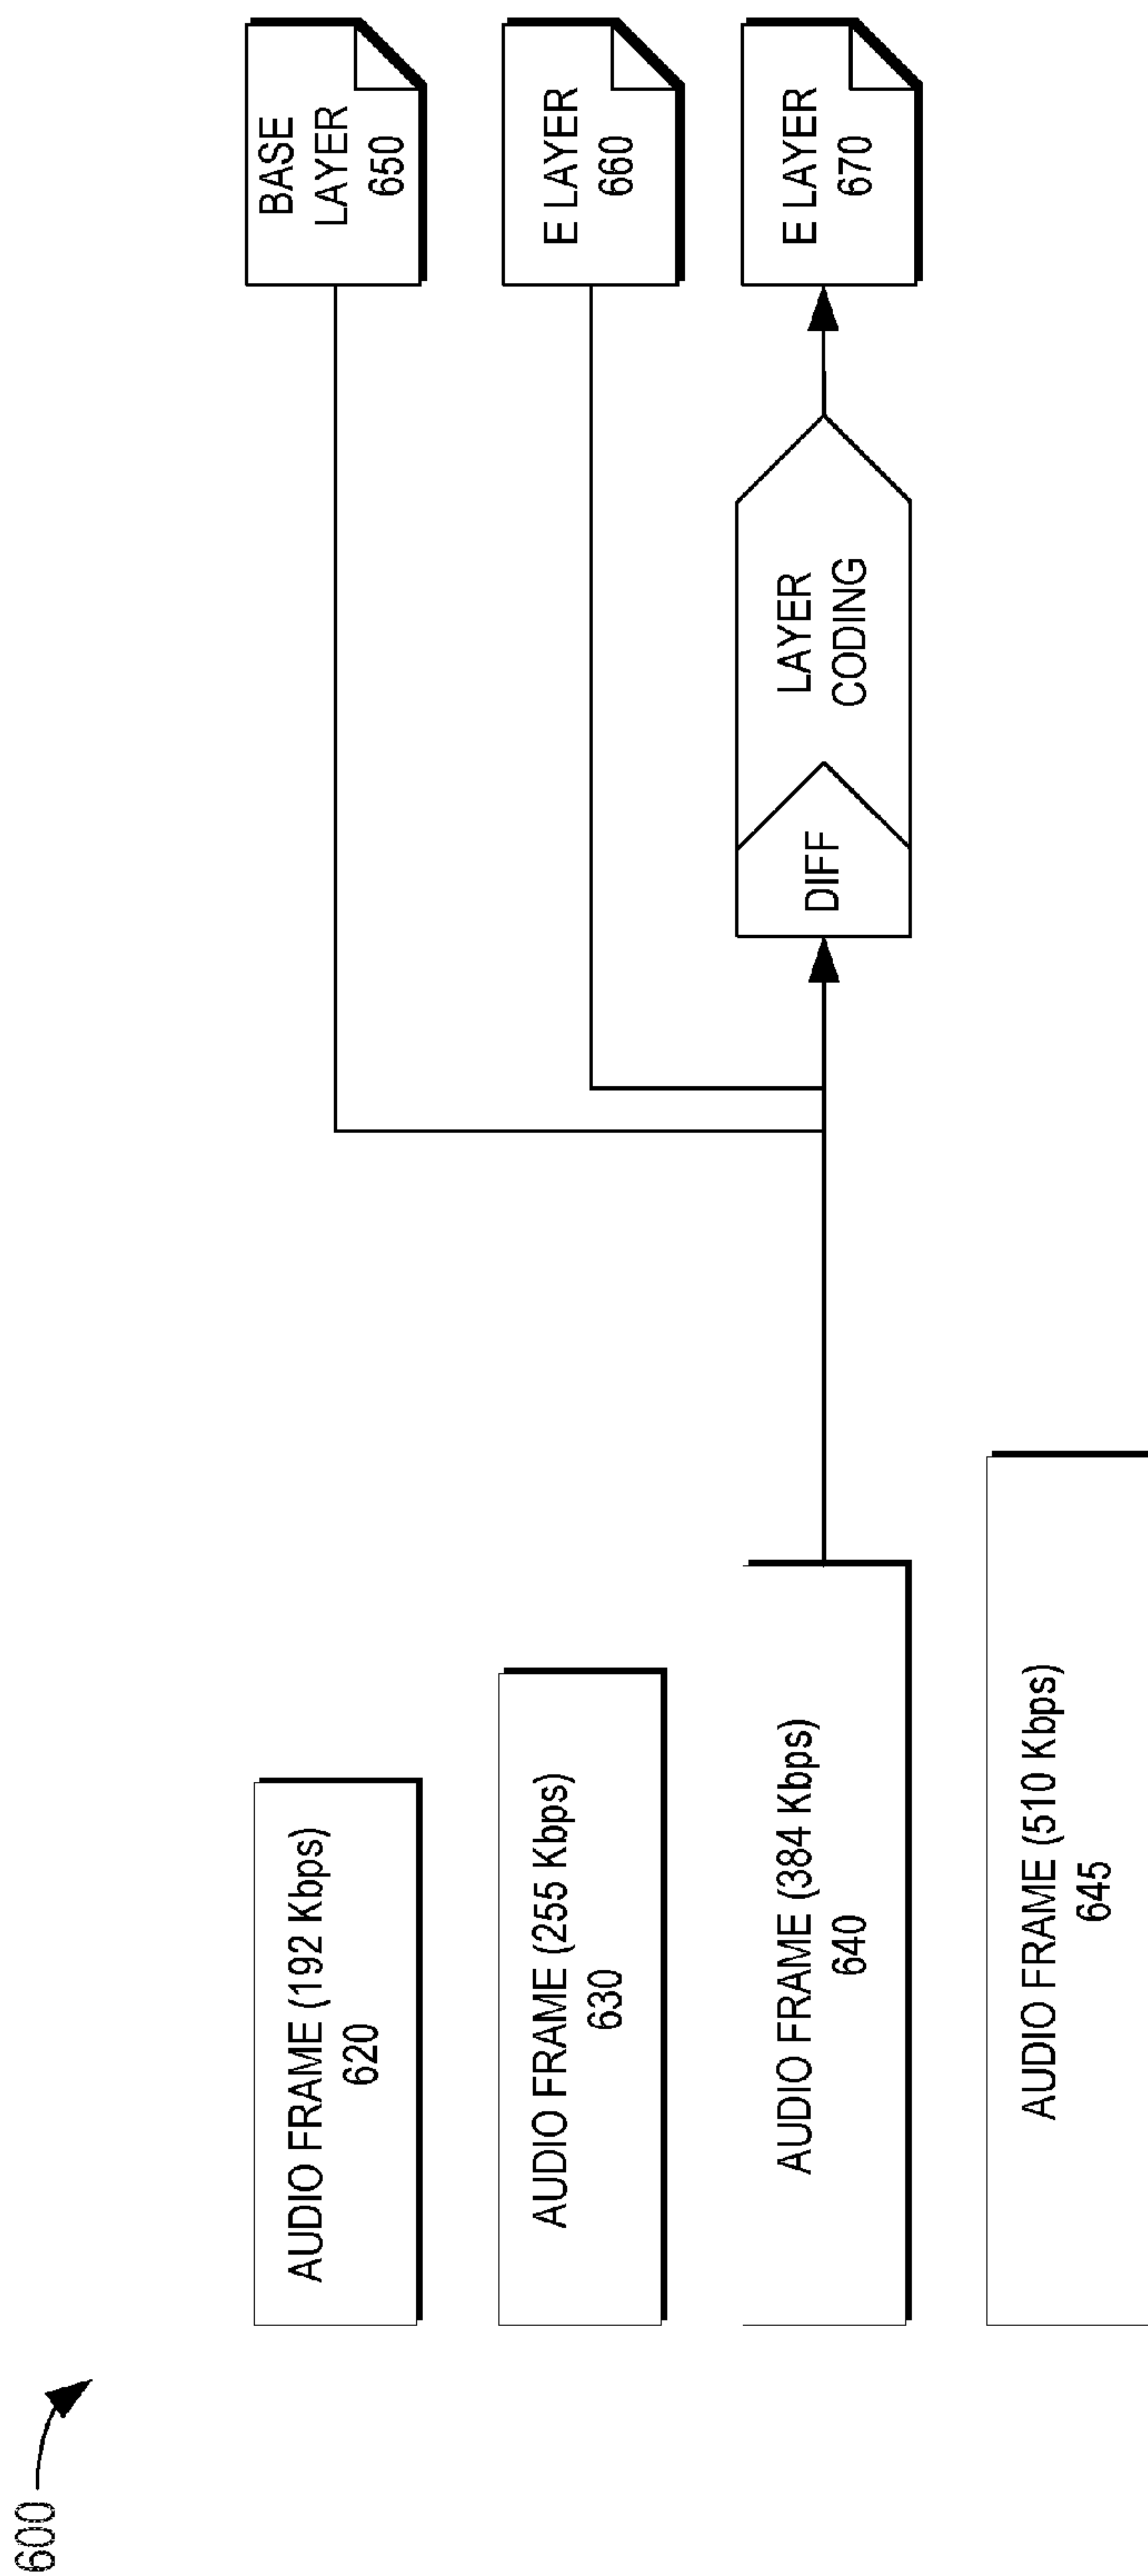 600
AUDIO FRAME (192 Kbps)
620
BASE
LAYER
650
AUDIO FRAME (255 Kbps)
630
E LAYER
660
AUDIO FRAME (384 Kbps)
640
DIFF
LAYER
CODING
E LAYER
670
AUDIO FRAME (510 Kbps)
645